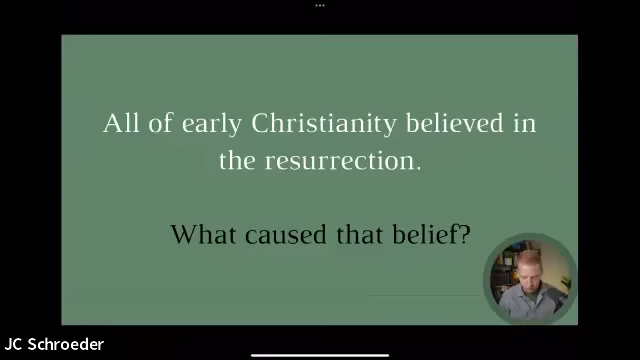 All of early Christianity believed in
the resurrection.
What caused that belief?
JC Schroeder